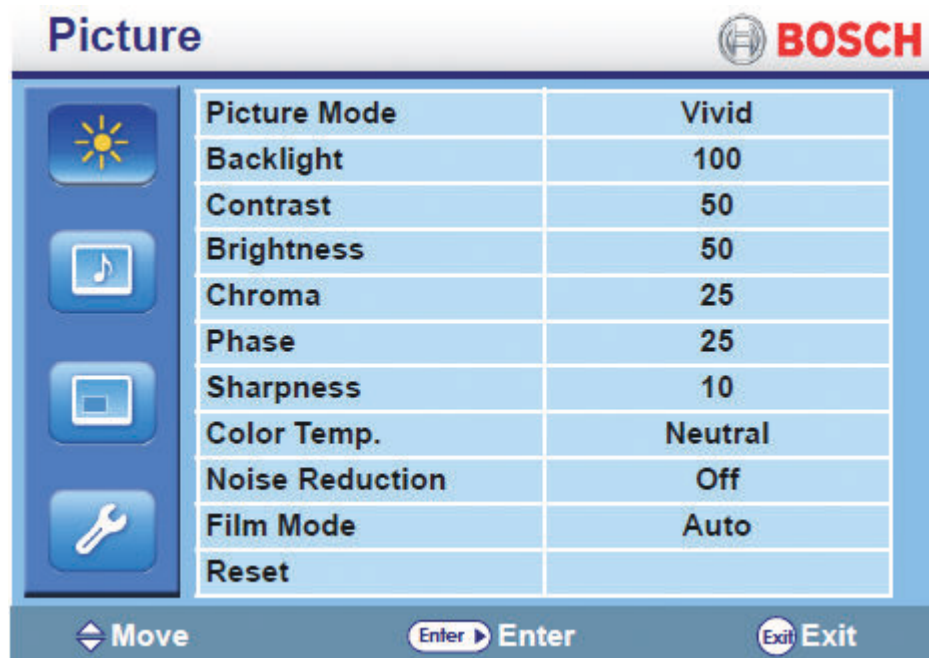 Picture
BOSCH
Picture Mode Vivid
Backlight 100
Contrast 50
Brightness 50
Chroma 25
Phase 25
Sharpness 10
Color Temp. Neutral
Noise Reduction Off
Film Mode Auto
Reset
Move Enter Enter Exit Exit